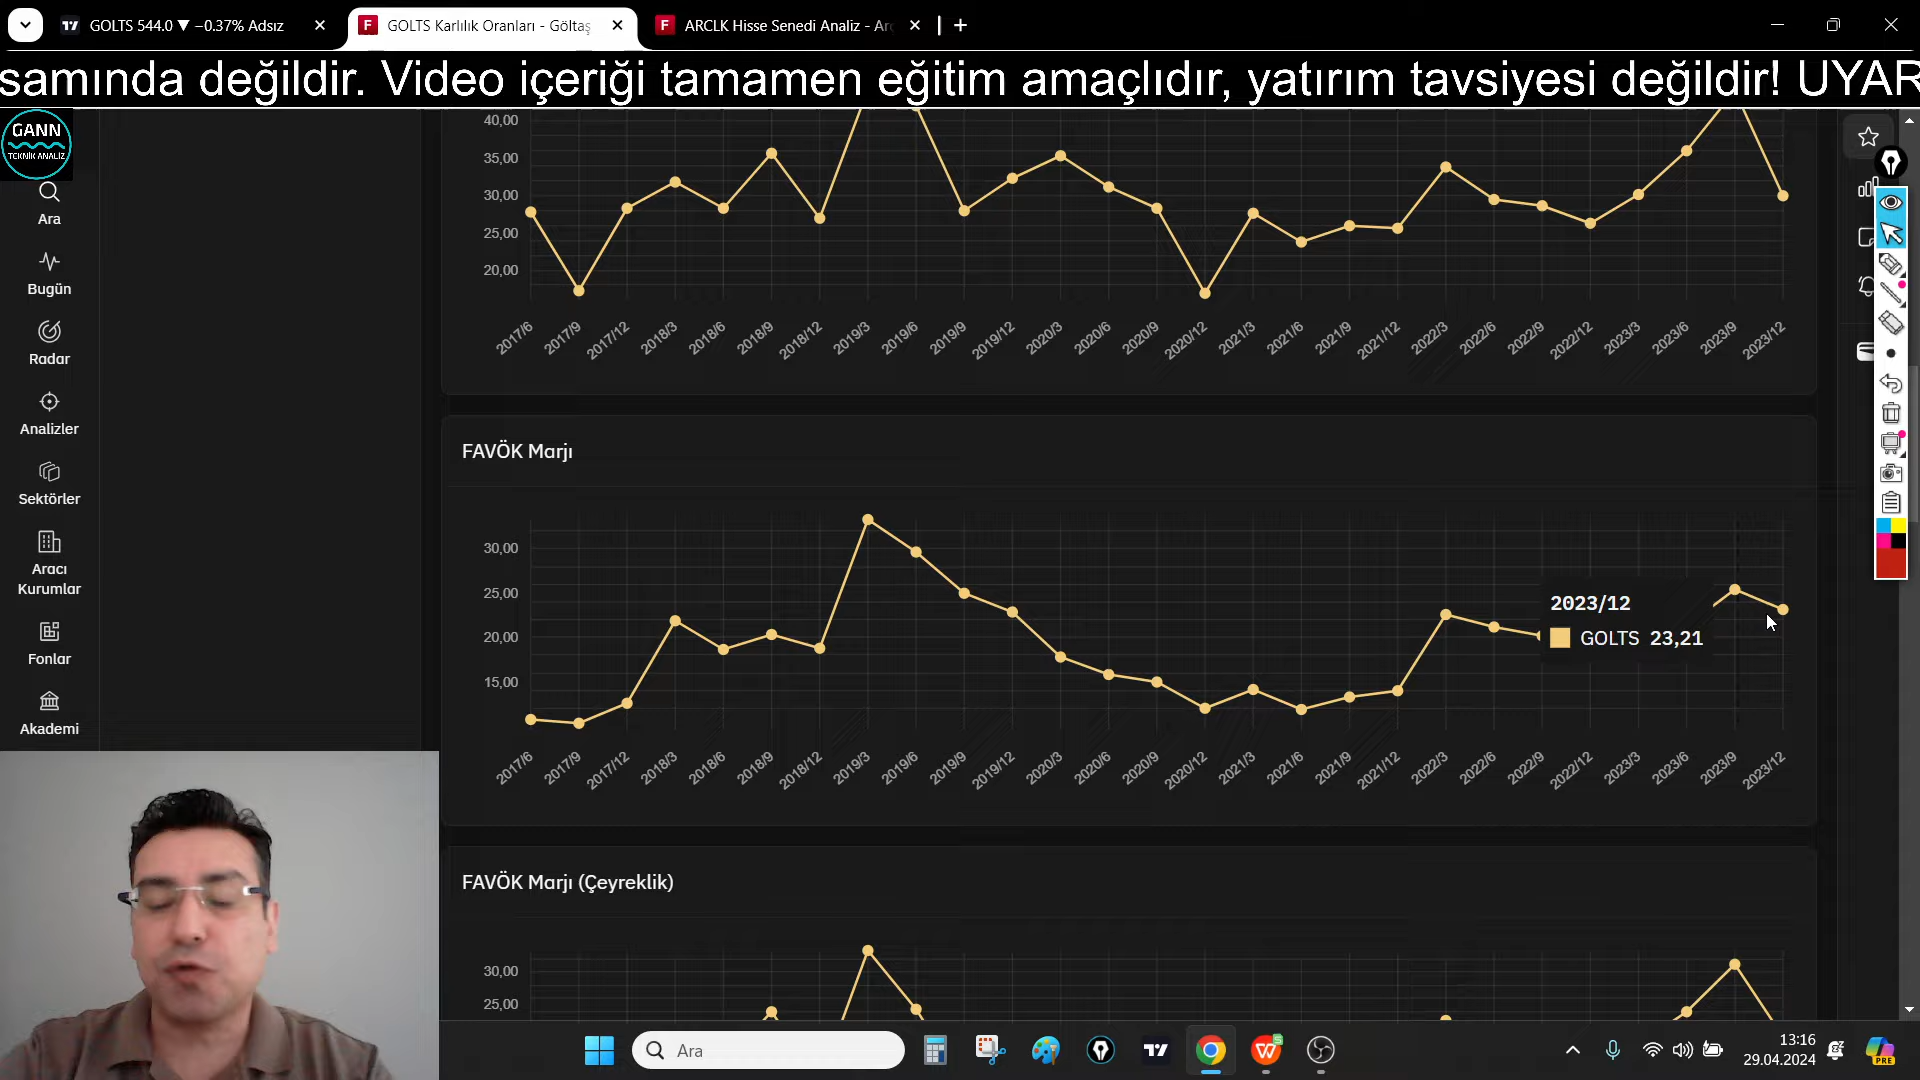 GOLTS 544.0 ▼ −0.37% Adsız
GOLTS Karlılık Oranları - Göltaş
ARCLK Hisse Senedi Analiz - Arç
samında değildir. Video içeriği tamamen eğitim amaçlıdır, yatırım tavsiyesi değildir! UYAR
GANN
TEKNİK ANALİZ
Ara
Bugün
Radar
Analizler
Sektörler
Aracı
Kurumlar
Fonlar
Akademi
40,00
35,00
30,00
25,00
20,00
2017/6 2017/9 2017/12 2018/3 2018/6 2018/9 2018/12 2019/3 2019/6 2019/9 2019/12 2020/3 2020/6 2020/9 2020/12 2021/3 2021/6 2021/9 2021/12 2022/3 2022/6 2022/9 2022/12 2023/3 2023/6 2023/9 2023/12
FAVÖK Marjı
30,00
25,00
20,00
15,00
2023/12
GOLTS 23,21
2017/6 2017/9 2017/12 2018/3 2018/6 2018/9 2018/12 2019/3 2019/6 2019/9 2019/12 2020/3 2020/6 2020/9 2020/12 2021/3 2021/6 2021/9 2021/12 2022/3 2022/6 2022/9 2022/12 2023/3 2023/6 2023/9 2023/12
FAVÖK Marjı (Çeyreklik)
30,00
25,00
Ara
13:16
29.04.2024
PRE